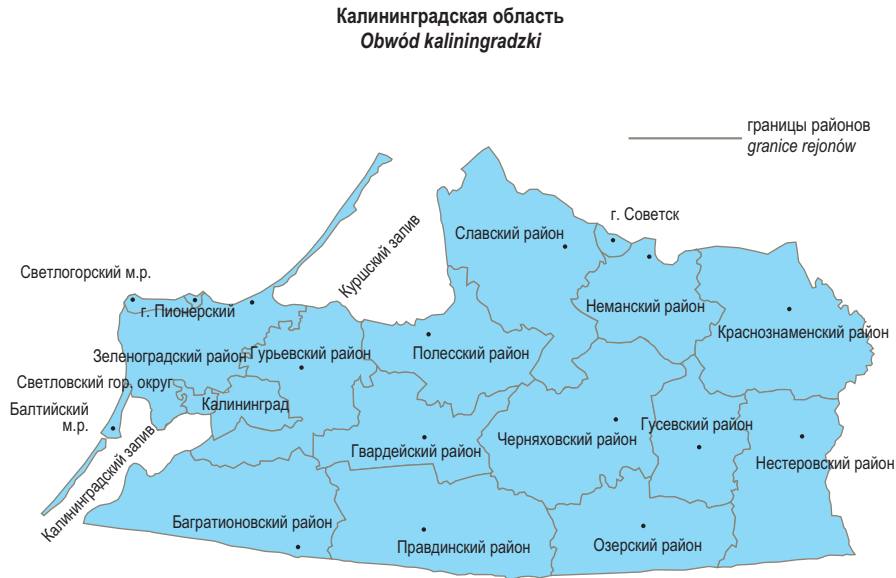 Калининградская область
Obwód kaliningradzki
границы районов
granice rejonów
г. Советск
Славский район
Куршский залив
Светлогорский м.р.
г. Пионерский
Неманский район
Краснознаменский район
Зеленоградский район
Гурьевский район
Полесский район
Светловский гор. округ
Калининград
Балтийский
м.р.
Гусевский район
Черняховский район
Гвардейский район
Нестеровский район
Калининградский залив
Багратионовский район
Правдинский район
Озерский район